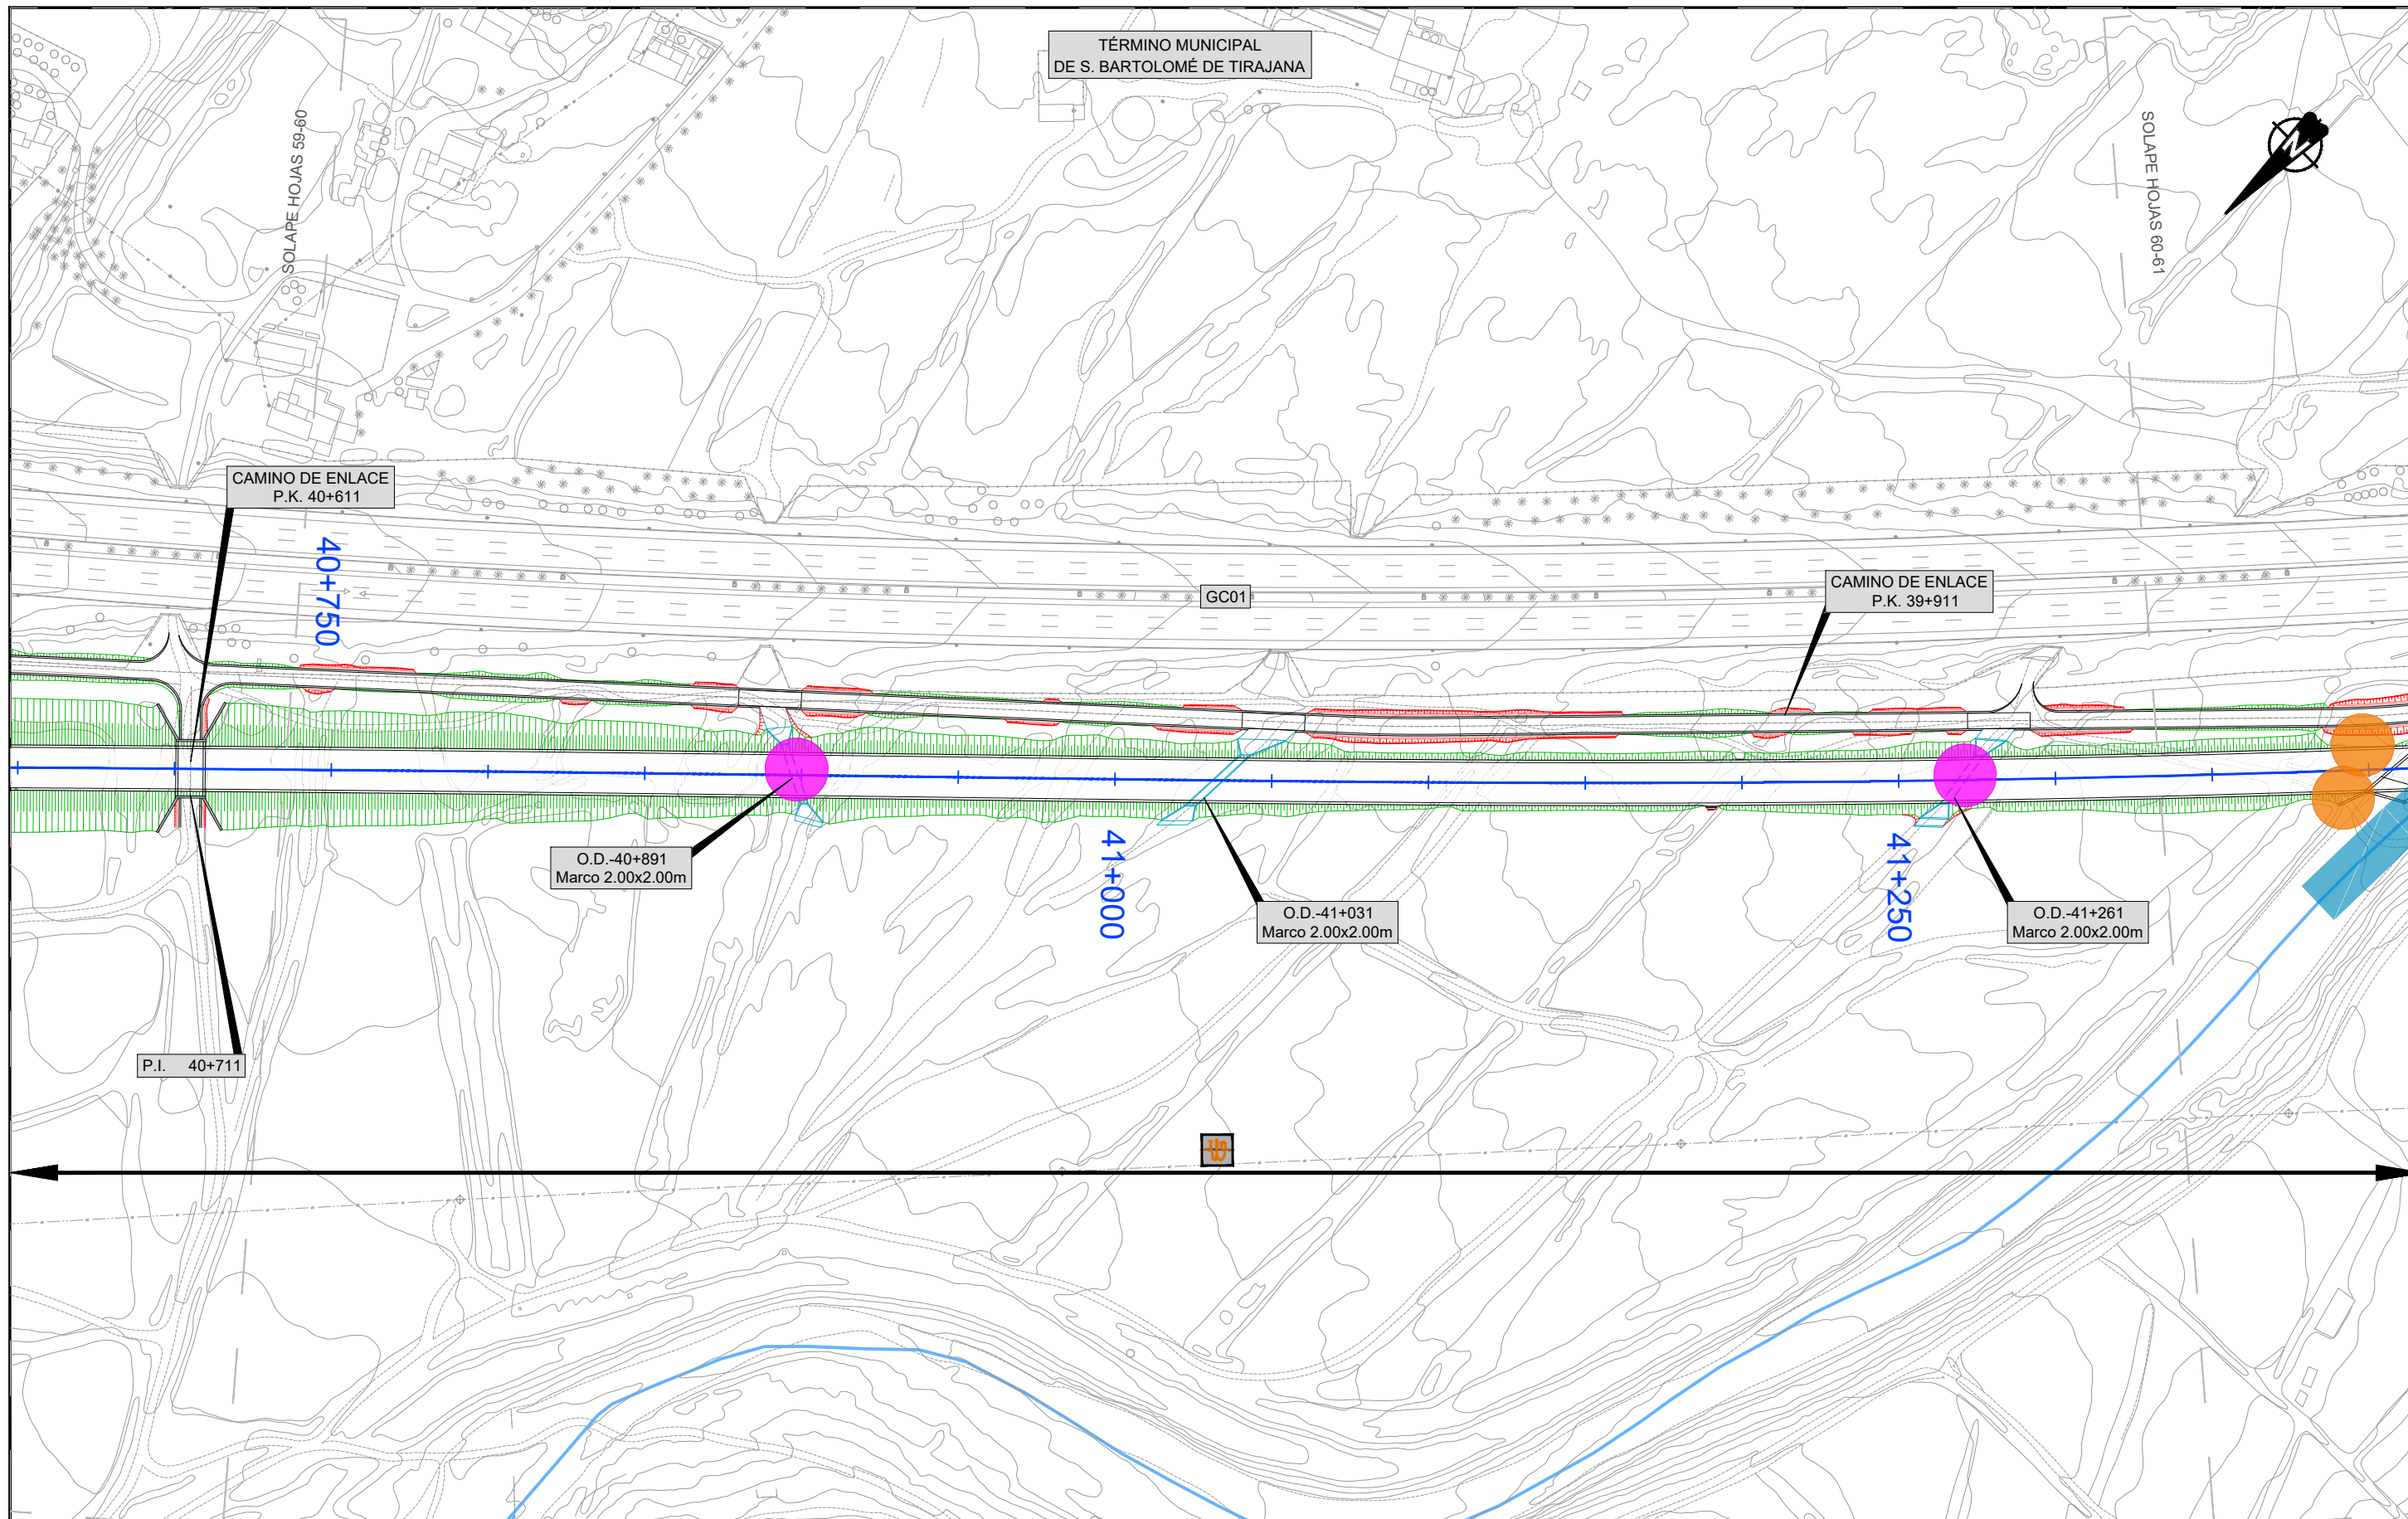 TÉRMINO MUNICIPAL
DE S. BARTOLOMÉ DE TIRAJANA
SOLAPE HOJAS 59-60
SOLAPE HOJAS 60-61
CAMINO DE ENLACE
P.K. 40+611
40+750
GC01
CAMINO DE ENLACE
P.K. 39+911
O.D.-40+891
Marco 2.00x2.00m
41+000
O.D.-41+031
Marco 2.00x2.00m
41+250
O.D.-41+261
Marco 2.00x2.00m
P.I. 40+711